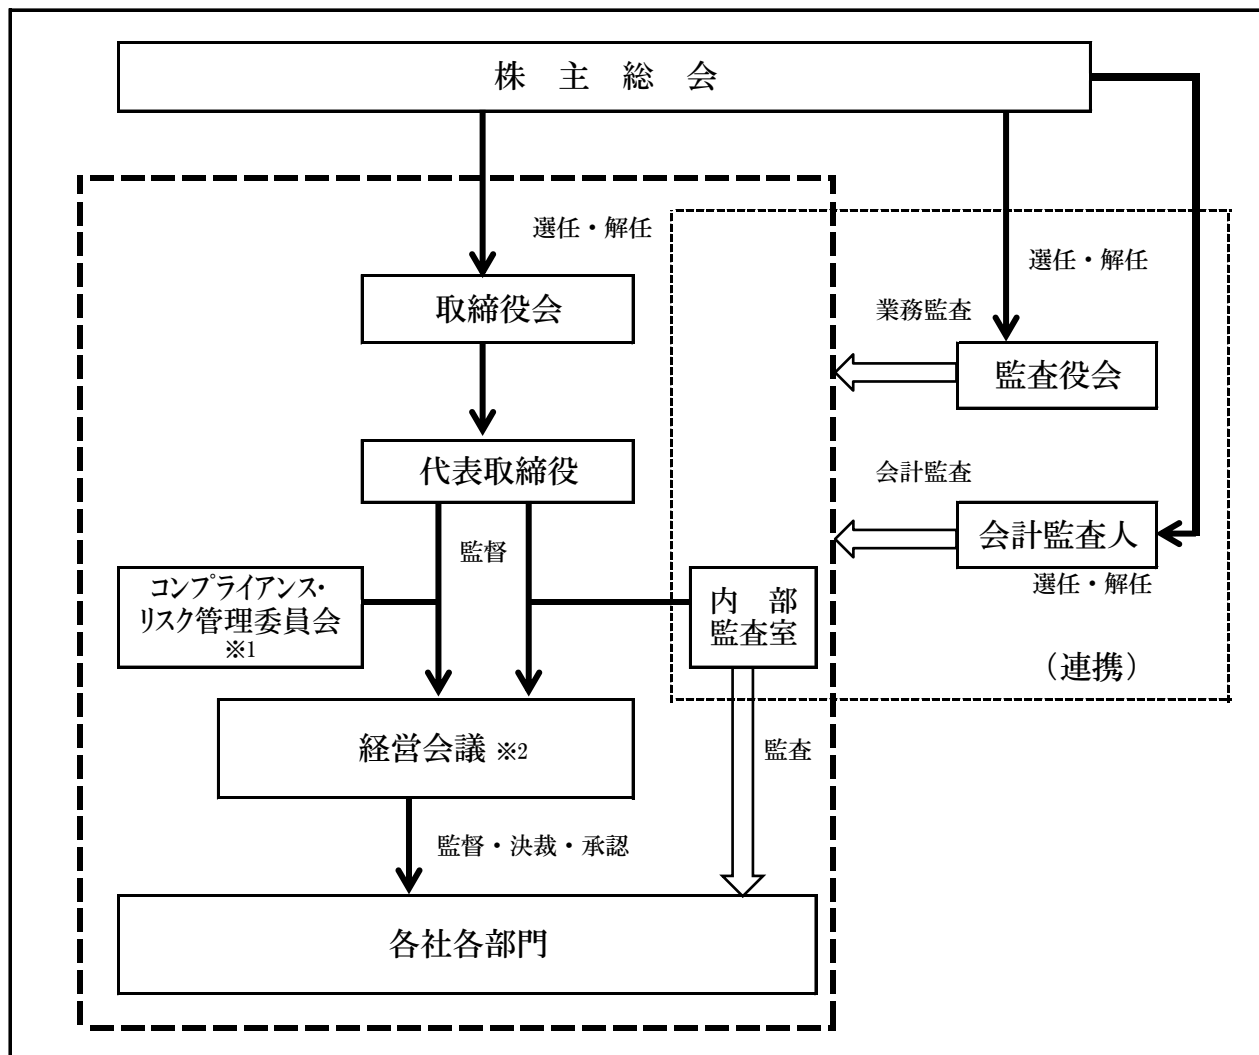 株　主　総　会
選任・解任
選任・解任
取締役会
業務監査
監査役会
代表取締役
会計監査
会計監査人
選任・解任
監督
コンプライアンス・
リスク管理委員会
※1
内　部
監査室
（連携）
経営会議 ※2
監査
監督・決裁・承認
各社各部門